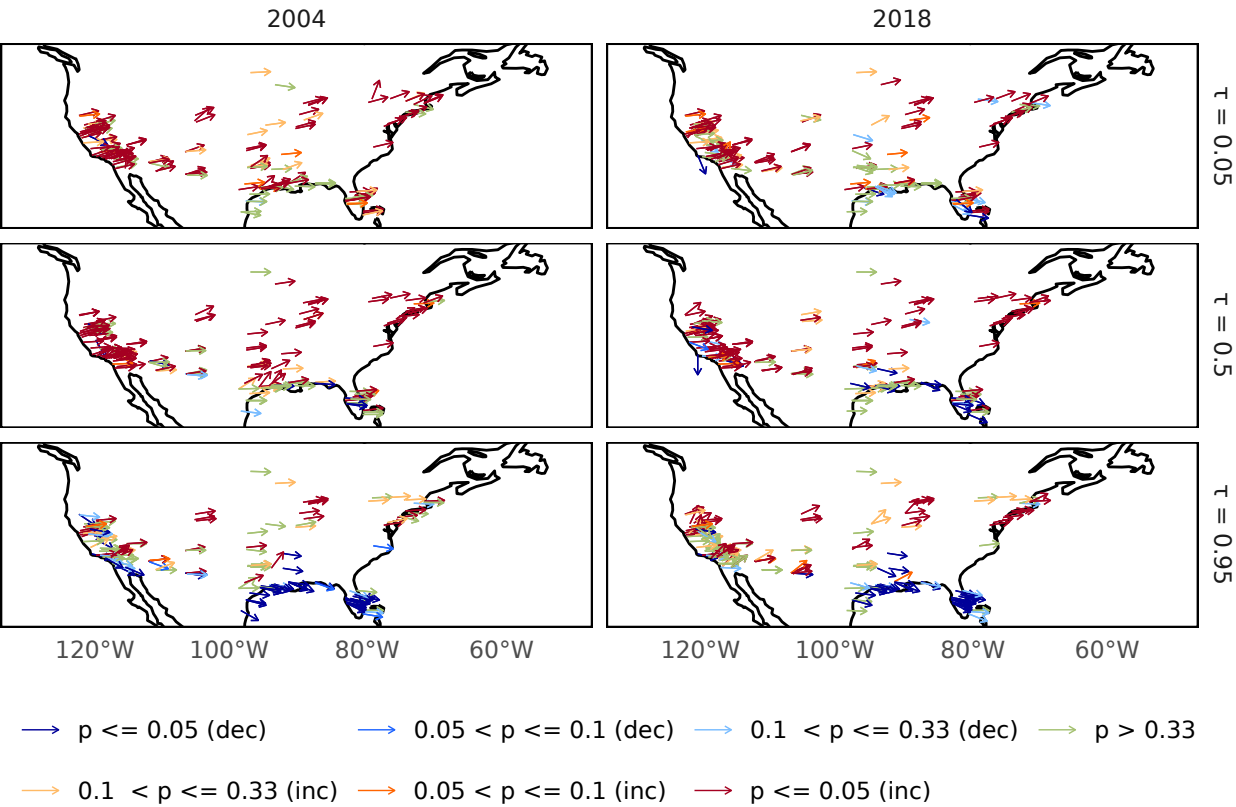 2004 2018
τ = 0.05
τ = 0.5
τ = 0.95
120°W 100°W 80°W 60°W 120°W 100°W 80°W 60°W
p <= 0.05 (dec) 0.05 < p <= 0.1 (dec) 0.1 < p <= 0.33 (dec) p > 0.33
0.1 < p <= 0.33 (inc) 0.05 < p <= 0.1 (inc) p <= 0.05 (inc)